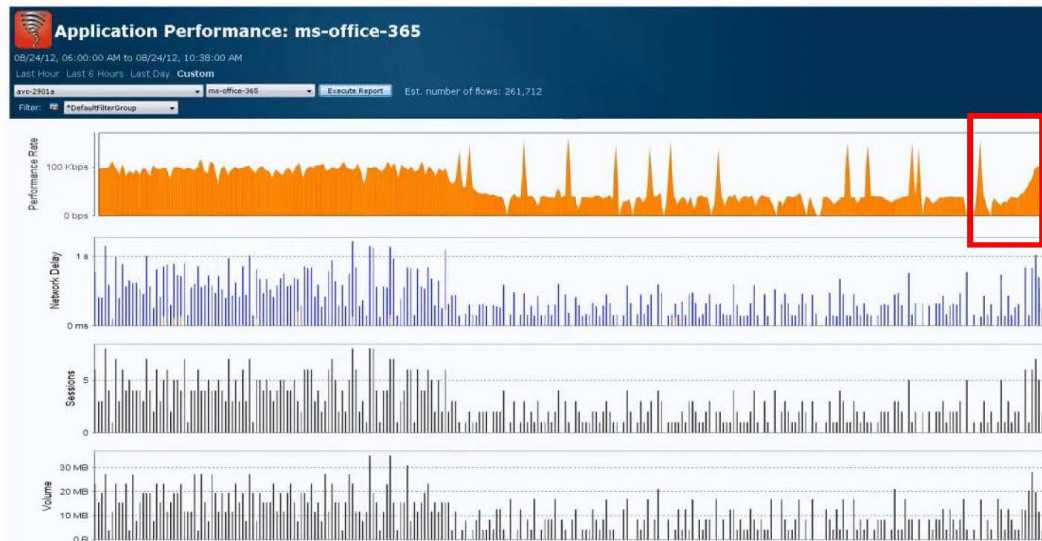 Application Performance: ms-office-365
08/24/12, 06:00:00 AM to 08/24/12, 10:38:00 AM
Last Hour Last 6 Hours Last Day Custom
avc-2901a ms-office-365 Execute Report Est. number of flows: 261,712
Filter: *DefaultFilterGroup
Performance Rate
100 Kbps
0 bps
Network Delay
1 s
0 ms
Sessions
5
0
Volume
30 MB
20 MB
10 MB
0 B